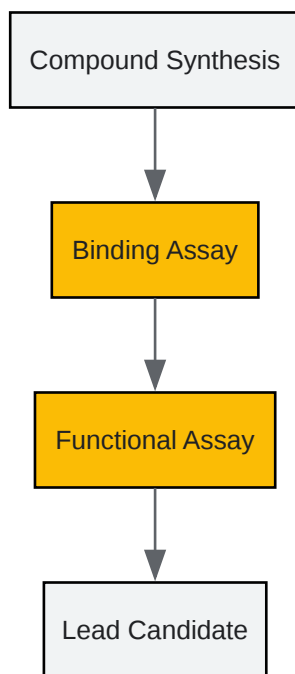 Compound Synthesis
Binding Assay
Functional Assay
Lead Candidate